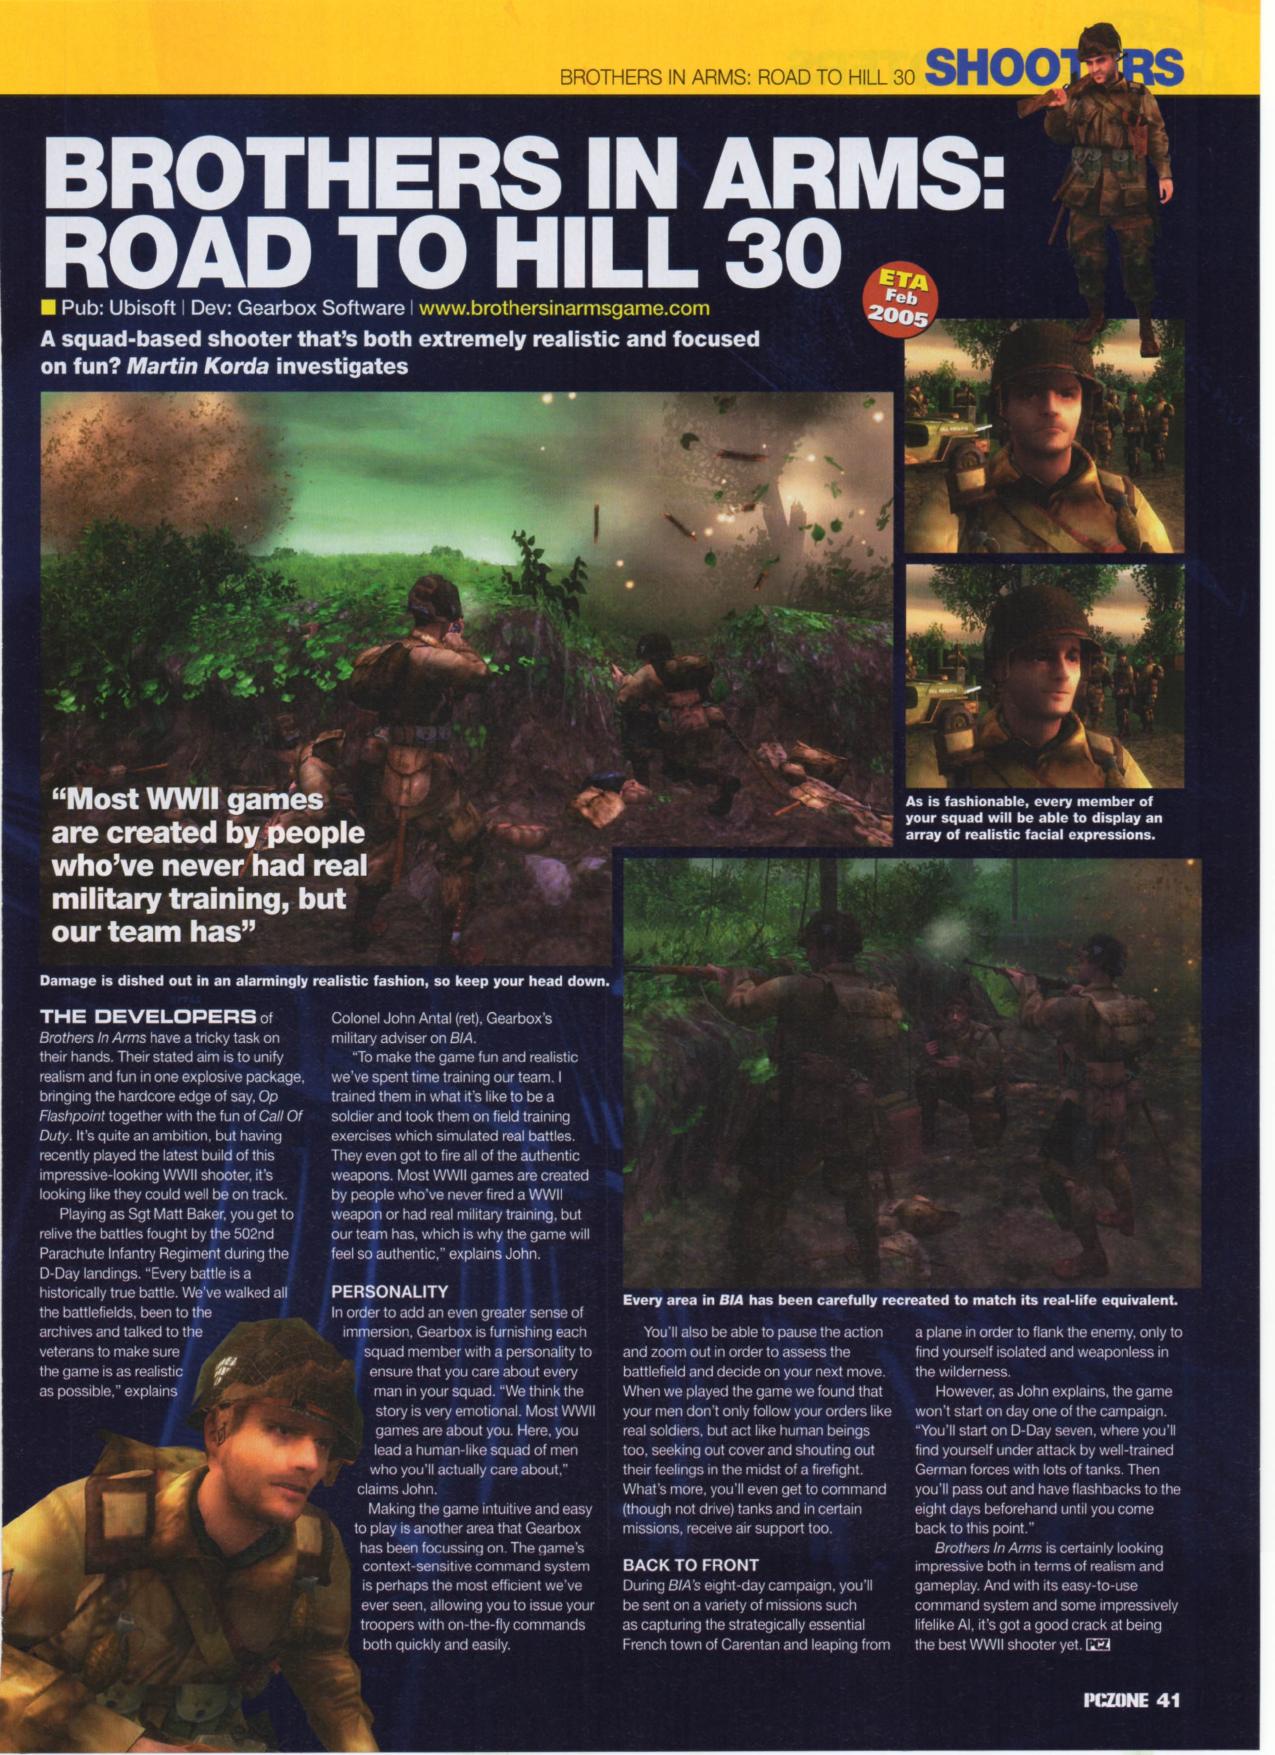 BROTHERS IN ARMS: ROAD TO HILL 30 SHOOTERS
BROTHERS IN ARMS:
ROAD TO HILL 30
Pub: Ubisoft | Dev: Gearbox Software | www.brothersinarmsgame.com
ETA
Feb
2005
A squad-based shooter that's both extremely realistic and focused
on fun? Martin Korda investigates
As is fashionable, every member of
your squad will be able to display an
array of realistic facial expressions.
“Most WWII games
are created by people
who've never had real
military training, but
our team has”
Damage is dished out in an alarmingly realistic fashion, so keep your head down.
THE DEVELOPERS of
Brothers In Arms have a tricky task on
their hands. Their stated aim is to unify
realism and fun in one explosive package,
bringing the hardcore edge of say, Op
Flashpoint together with the fun of Call Of
Duty. It's quite an ambition, but having
recently played the latest build of this
impressive-looking WWII shooter, it's
looking like they could well be on track.
Playing as Sgt Matt Baker, you get to
relive the battles fought by the 502nd
Parachute Infantry Regiment during the
D-Day landings. “Every battle is a
historically true battle. We've walked all
the battlefields, been to the
archives and talked to the
veterans to make sure
the game is as realistic
as possible,” explains
Colonel John Antal (ret), Gearbox's
military adviser on BIA.
“To make the game fun and realistic
we've spent time training our team. I
trained them in what it's like to be a
soldier and took them on field training
exercises which simulated real battles.
They even got to fire all of the authentic
weapons. Most WWII games are created
by people who've never fired a WWII
weapon or had real military training, but
our team has, which is why the game will
feel so authentic,” explains John.
PERSONALITY
In order to add an even greater sense of
immersion, Gearbox is furnishing each
squad member with a personality to
ensure that you care about every
man in your squad. “We think the
story is very emotional. Most WWII
games are about you. Here, you
lead a human-like squad of men
who you'll actually care about,”
claims John.
Making the game intuitive and easy
to play is another area that Gearbox
has been focussing on. The game's
context-sensitive command system
is perhaps the most efficient we've
ever seen, allowing you to issue your
troopers with on-the-fly commands
both quickly and easily.
Every area in BIA has been carefully recreated to match its real-life equivalent.
You'll also be able to pause the action
and zoom out in order to assess the
battlefield and decide on your next move.
When we played the game we found that
your men don't only follow your orders like
real soldiers, but act like human beings
too, seeking out cover and shouting out
their feelings in the midst of a firefight.
What's more, you'll even get to command
(though not drive) tanks and in certain
missions, receive air support too.
BACK TO FRONT
During BIA's eight-day campaign, you'll
be sent on a variety of missions such
as capturing the strategically essential
French town of Carentan and leaping from
a plane in order to flank the enemy, only to
find yourself isolated and weaponless in
the wilderness.
However, as John explains, the game
won't start on day one of the campaign.
“You'll start on D-Day seven, where you'll
find yourself under attack by well-trained
German forces with lots of tanks. Then
you'll pass out and have flashbacks to the
eight days beforehand until you come
back to this point.”
Brothers In Arms is certainly looking
impressive both in terms of realism and
gameplay. And with its easy-to-use
command system and some impressively
lifelike AI, it's got a good crack at being
the best WWII shooter yet. PCZ
PCZONE 41